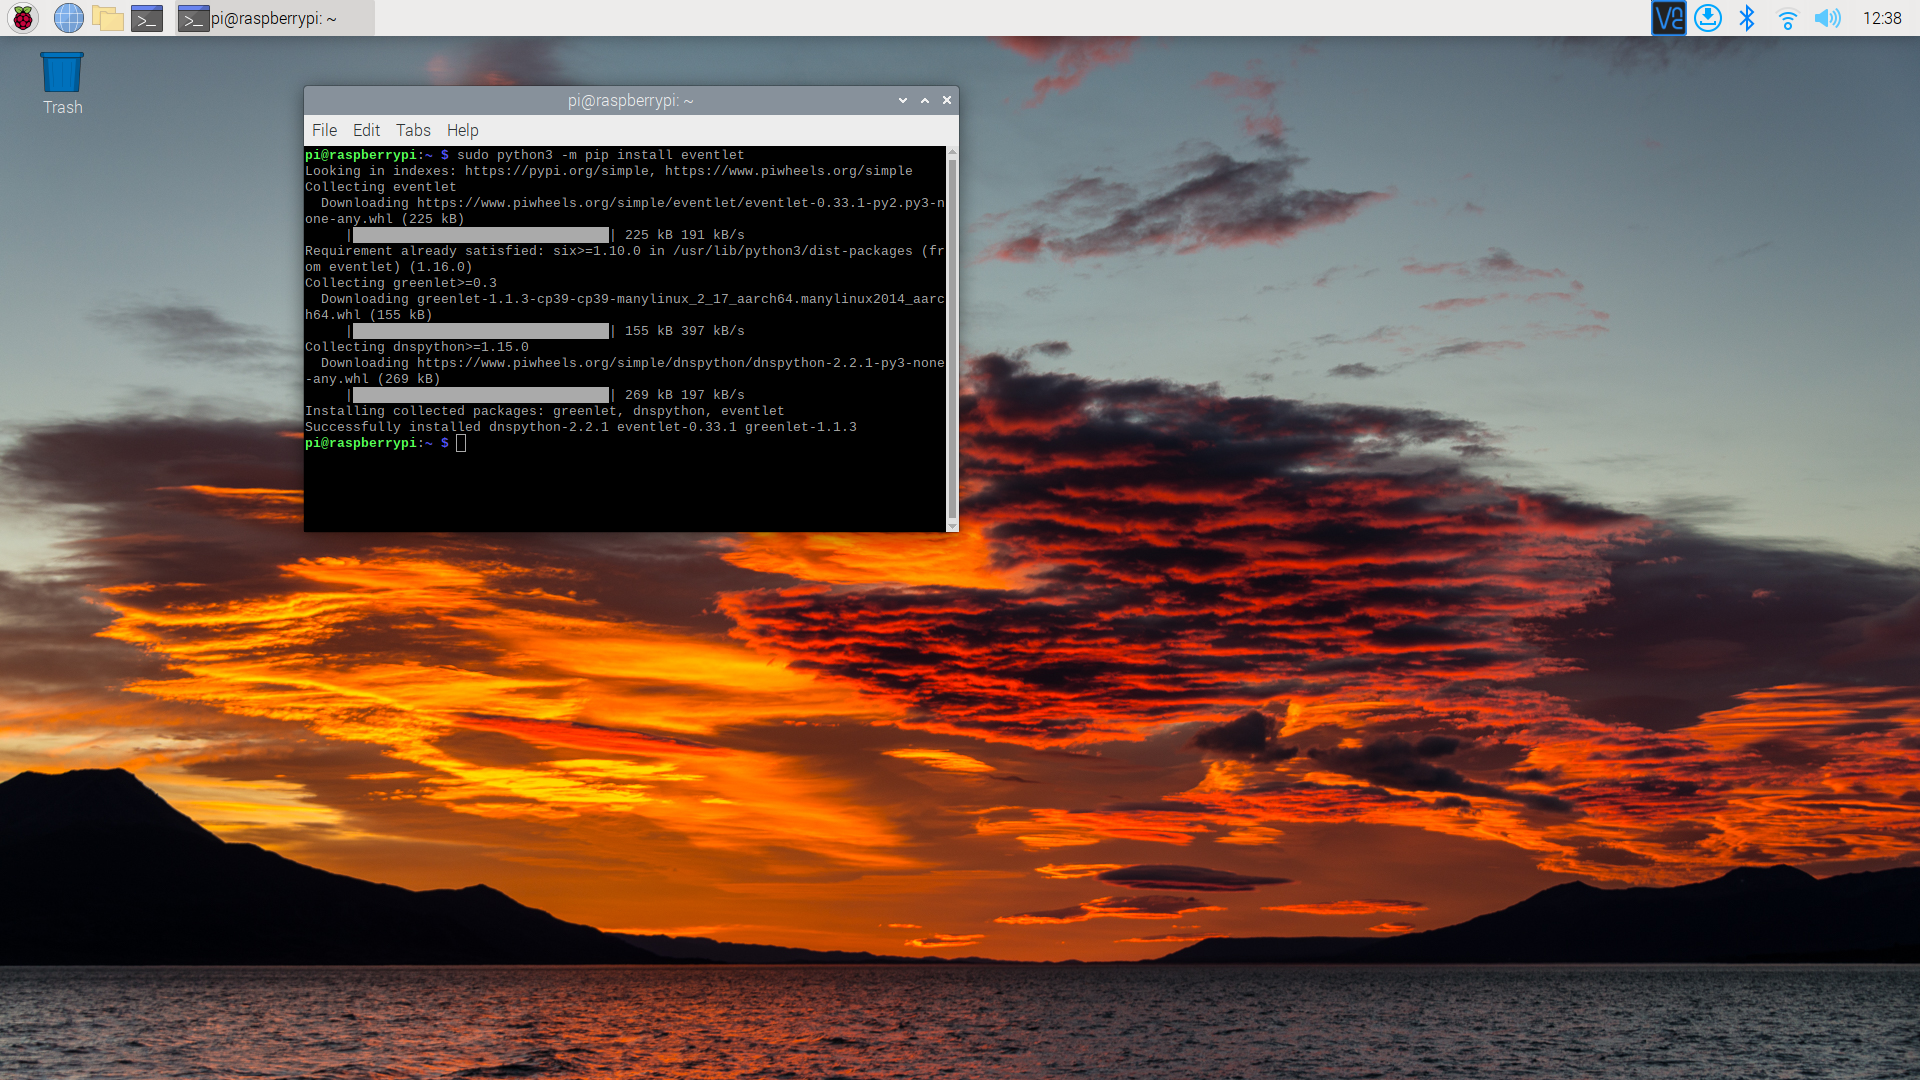 pi@raspberrypi: ~
12:38
Trash
pi@raspberrypi: ~
File Edit Tabs Help
pi@raspberrypi:~ $ sudo python3 -m pip install eventlet
Looking in indexes: https://pypi.org/simple, https://www.piwheels.org/simple
Collecting eventlet
  Downloading https://www.piwheels.org/simple/eventlet/eventlet-0.33.1-py2.py3-n
one-any.whl (225 kB)
     |                                | 225 kB 191 kB/s
Requirement already satisfied: six>=1.10.0 in /usr/lib/python3/dist-packages (fr
om eventlet) (1.16.0)
Collecting greenlet>=0.3
  Downloading greenlet-1.1.3-cp39-cp39-manylinux_2_17_aarch64.manylinux2014_aarc
h64.whl (155 kB)
     |                                | 155 kB 397 kB/s
Collecting dnspython>=1.15.0
  Downloading https://www.piwheels.org/simple/dnspython/dnspython-2.2.1-py3-none
-any.whl (269 kB)
     |                                | 269 kB 197 kB/s
Installing collected packages: greenlet, dnspython, eventlet
Successfully installed dnspython-2.2.1 eventlet-0.33.1 greenlet-1.1.3
pi@raspberrypi:~ $